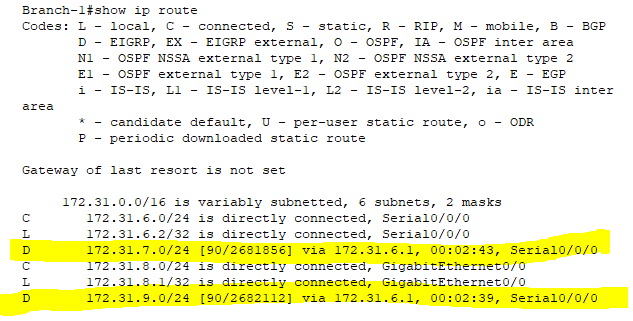 Branch-1#show ip route
Codes: L - local, C - connected, S - static, R - RIP, M - mobile, B - BGP
D - EIGRP, EX - EIGRP external, O - OSPF, IA - OSPF inter area
N1 - OSPF NSSA external type 1, N2 - OSPF NSSA external type 2
E1 - OSPF external type 1, E2 - OSPF external type 2, E - EGP
i - IS-IS, L1 - IS-IS level-1, L2 - IS-IS level-2, ia - IS-IS inter
area
* - candidate default, U - per-user static route, o - ODR
P - periodic downloaded static route
Gateway of last resort is not set
172.31.0.0/16 is variably subnetted, 6 subnets, 2 masks
C 172.31.6.0/24 is directly connected, Serial0/0/0
L 172.31.6.2/32 is directly connected, Serial0/0/0
D 172.31.7.0/24 [90/2681856] via 172.31.6.1, 00:02:43, Serial0/0/0
C 172.31.8.0/24 is directly connected, GigabitEthernet0/0
L 172.31.8.1/32 is directly connected, GigabitEthernet0/0
D 172.31.9.0/24 [90/2682112] via 172.31.6.1, 00:02:39, Serial0/0/0